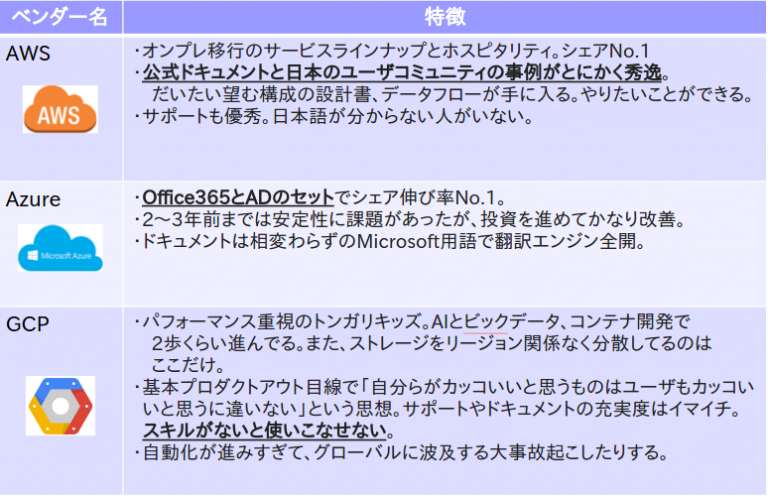 ベンダー名 特徴
AWS
AWS
・オンプレ移行のサービスラインナップとホスピタリティ。シェアNo.1
・公式ドキュメントと日本のユーザコミュニティの事例がとにかく秀逸。
だいたい望む構成の設計書、データフローが手に入る。やりたいことができる。
・サポートも優秀。日本語が分からない人がいない。
Azure
Microsoft Azure
・Office365とADのセットでシェア伸び率No.1。
・2～3年前までは安定性に課題があったが、投資を進めてかなり改善。
・ドキュメントは相変わらずのMicrosoft用語で翻訳エンジン全開。
GCP
・パフォーマンス重視のトンガリキッズ。AIとビックデータ、コンテナ開発で
2歩くらい進んでる。また、ストレージをリージョン関係なく分散してるのは
ここだけ。
・基本プロダクトアウト目線で「自分らがカッコいいと思うものはユーザもカッコい
いと思うに違いない」という思想。サポートやドキュメントの充実度はイマイチ。
スキルがないと使いこなせない。
・自動化が進みすぎて、グローバルに波及する大事故起こしたりする。